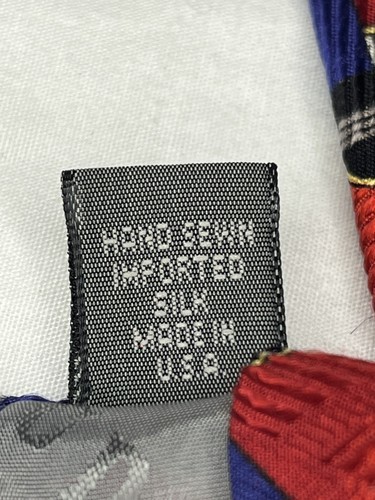 HAND SEWN
IMPORTED
SILK
MADE IN
U.S.A